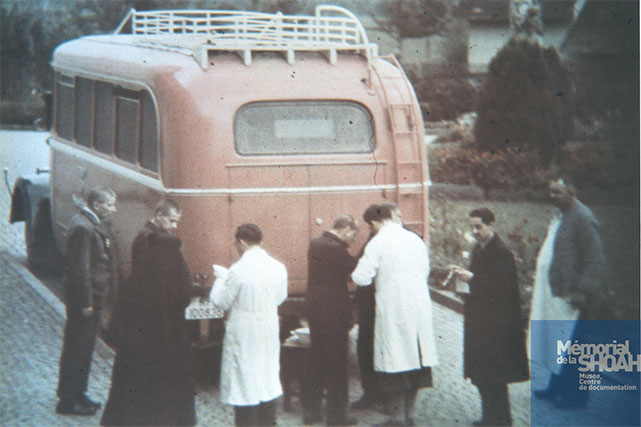 Mémorial
de la
SHOAH
Musée,
Centre
de documentation